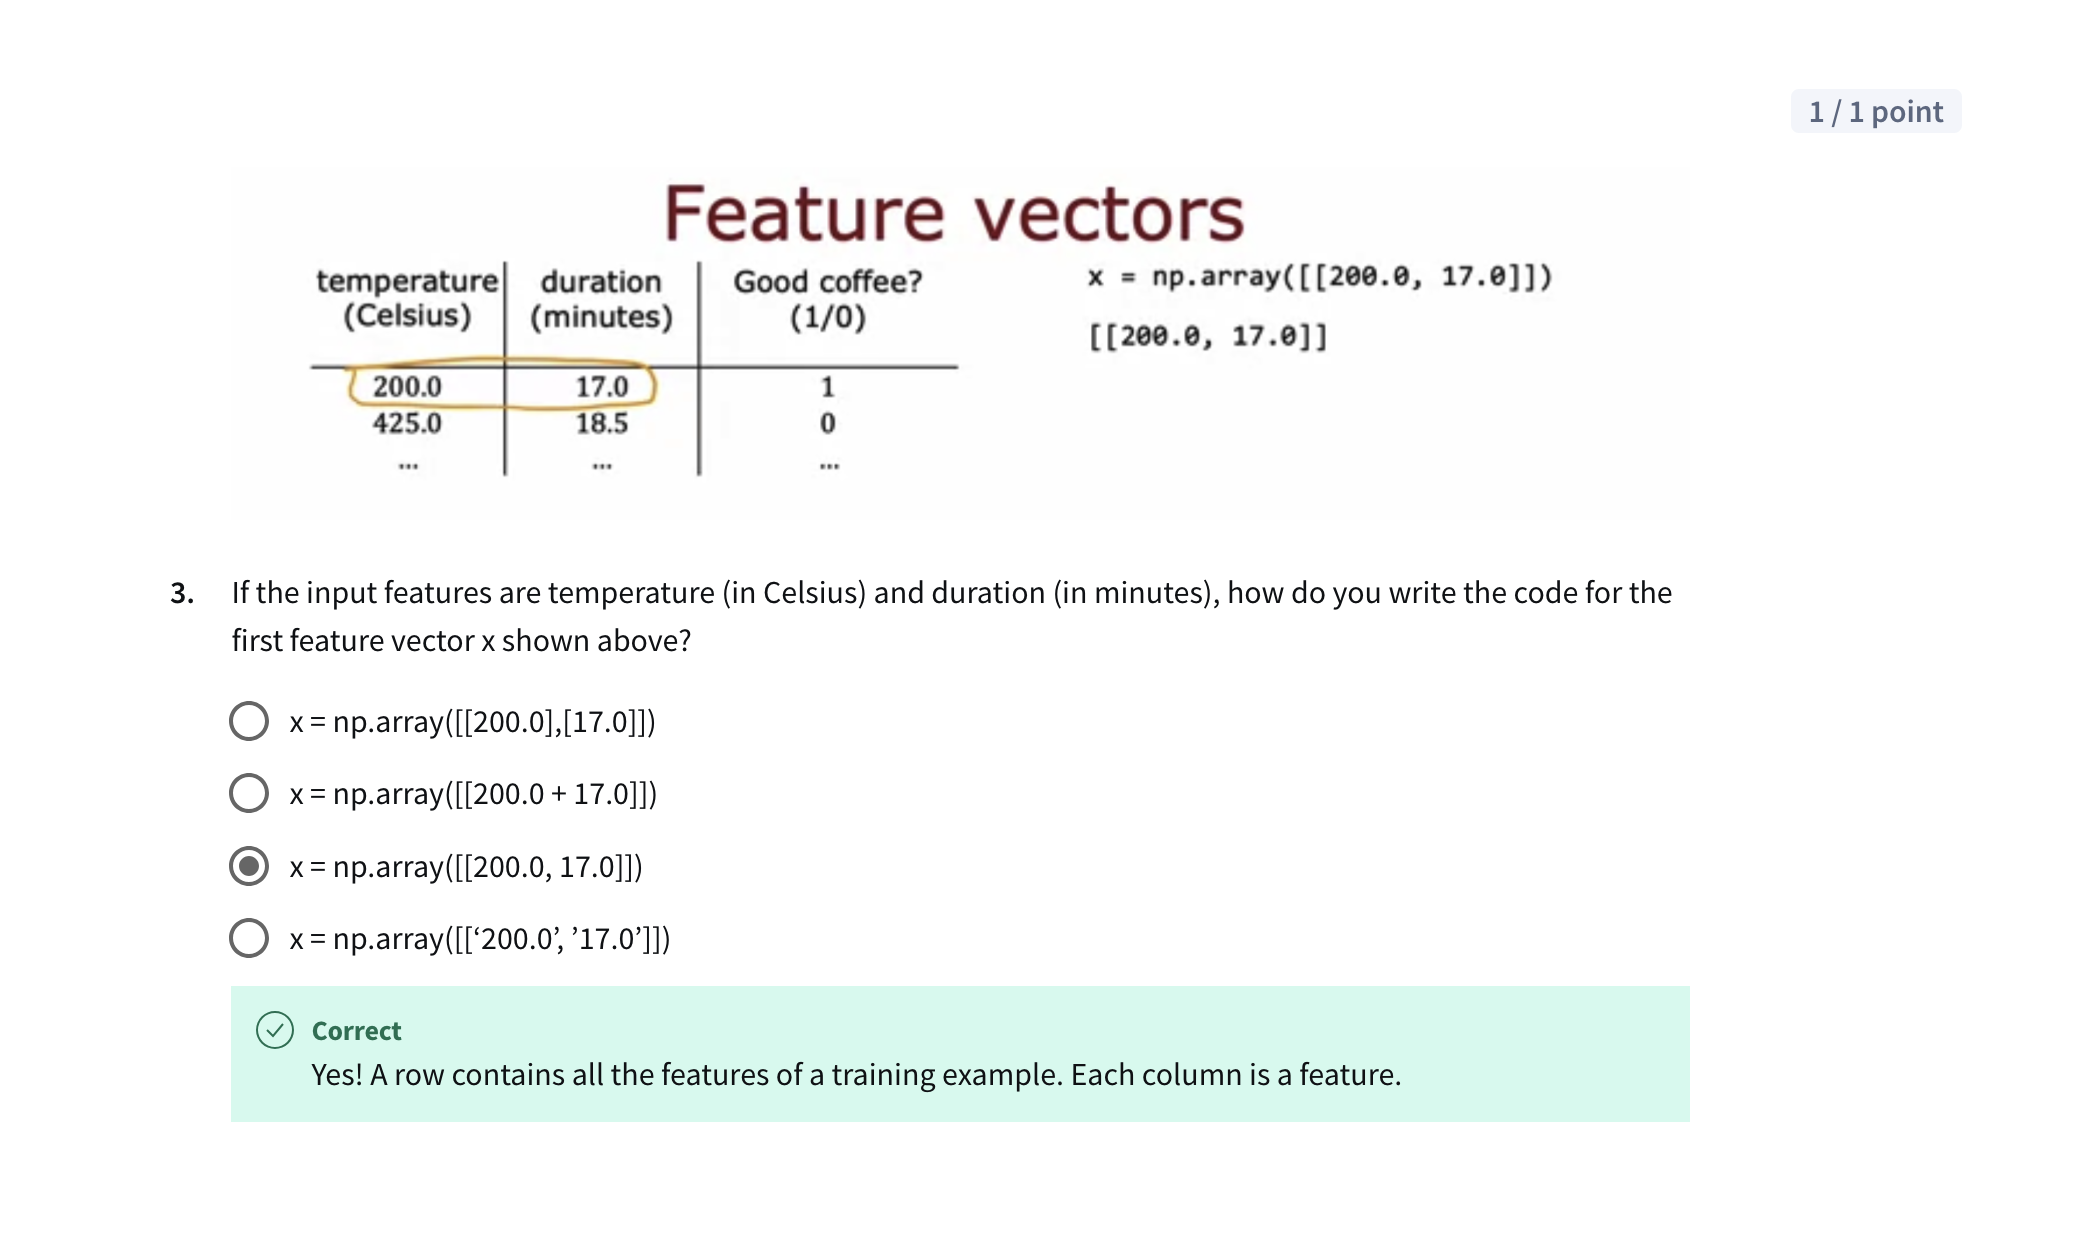 1 / 1 point
Feature vectors
temperature (Celsius) | duration (minutes) | Good coffee? (1/0)
200.0 | 17.0 | 1
425.0 | 18.5 | 0
... | ... | ...
x = np.array([[200.0, 17.0]])
[[200.0, 17.0]]
3. If the input features are temperature (in Celsius) and duration (in minutes), how do you write the code for the
first feature vector x shown above?
x = np.array([[200.0],[17.0]])
x = np.array([[200.0 + 17.0]])
x = np.array([[200.0, 17.0]])
x = np.array([[‘200.0’, ’17.0’]])
Correct
Yes! A row contains all the features of a training example. Each column is a feature.